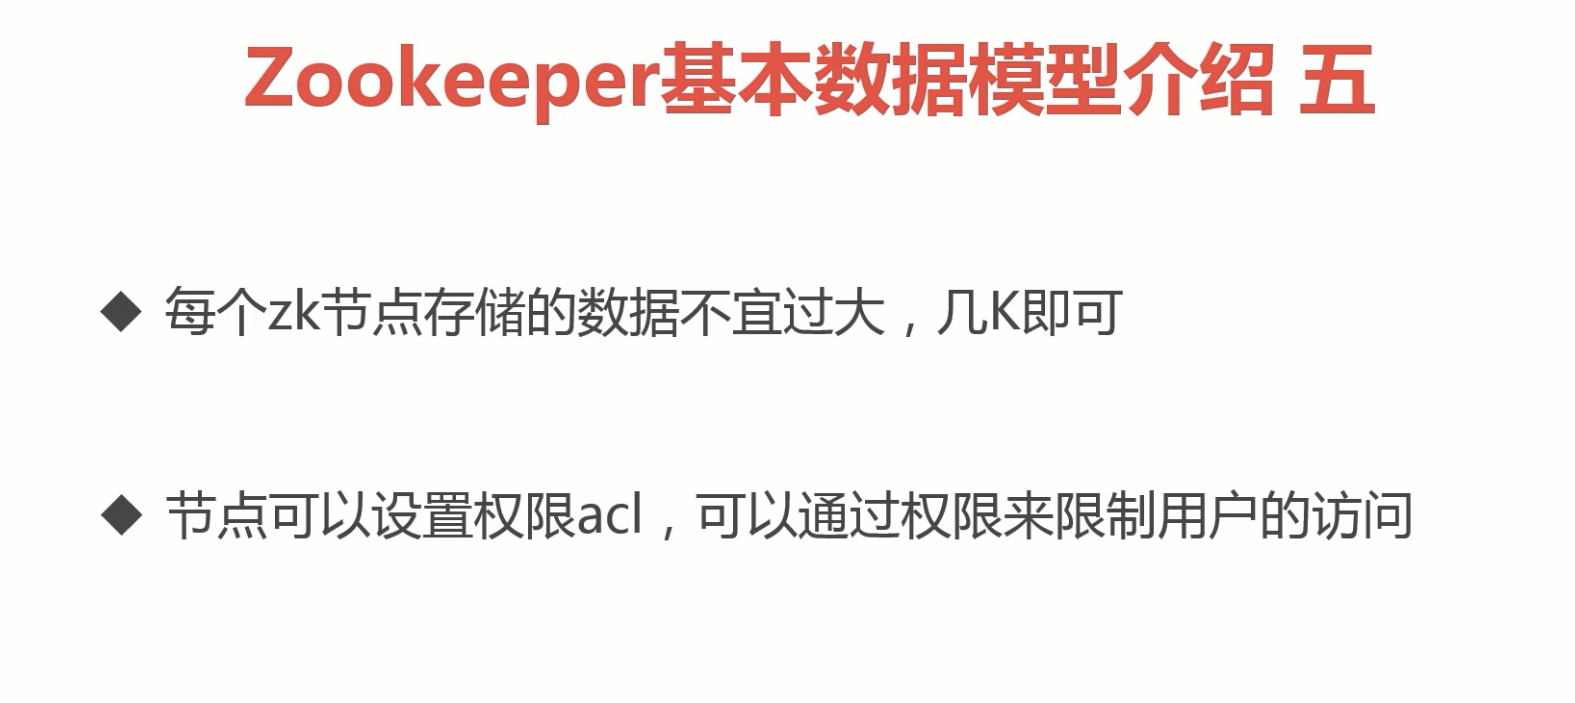 Zookeeper基本数据模型介绍 五
◆ 每个zk节点存储的数据不宜过大，几K即可
◆ 节点可以设置权限acl，可以通过权限来限制用户的访问